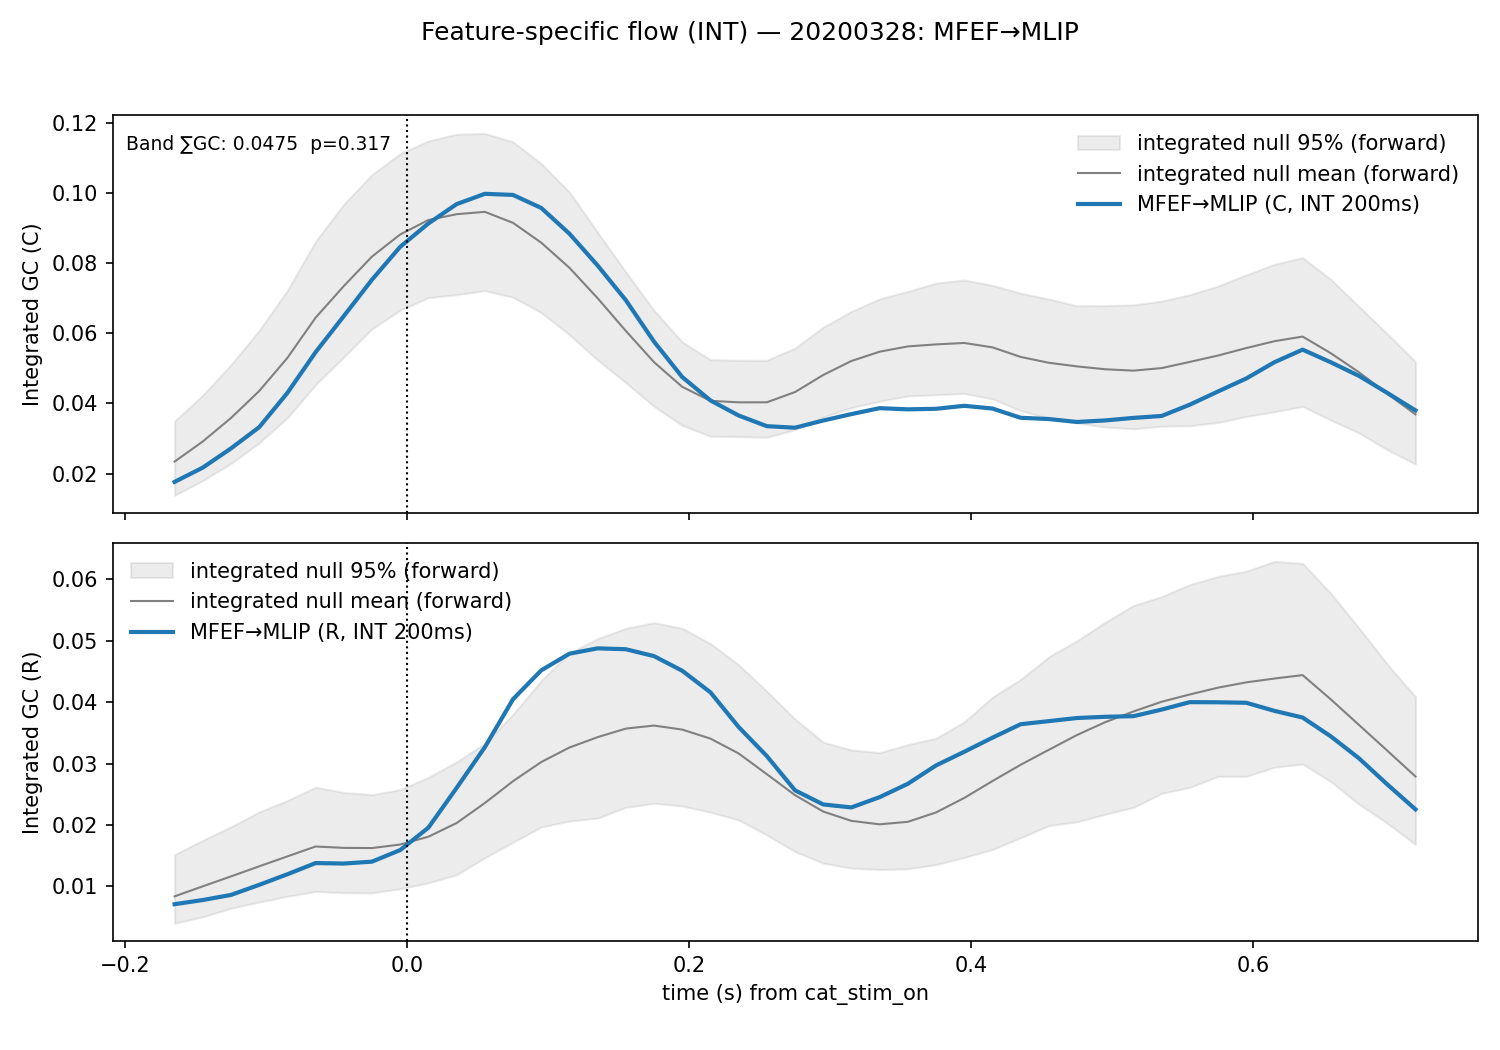 Feature-specific flow (INT) — 20200328: MFEF→MLIP
Band ∑GC: 0.0475  p=0.317
integrated null 95% (forward)
integrated null mean (forward)
MFEF→MLIP (C, INT 200ms)
Integrated GC (C)
0.12
0.10
0.08
0.06
0.04
0.02
integrated null 95% (forward)
integrated null mean (forward)
MFEF→MLIP (R, INT 200ms)
Integrated GC (R)
0.06
0.05
0.04
0.03
0.02
0.01
−0.2 0.0 0.2 0.4 0.6
time (s) from cat_stim_on